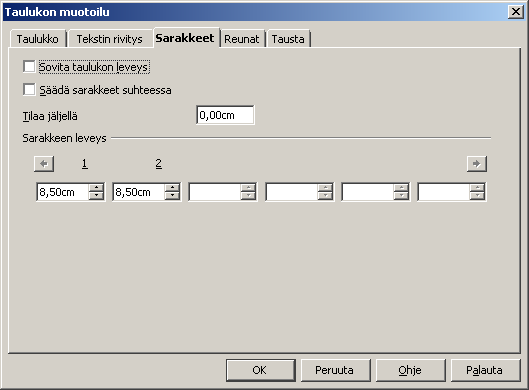 Taulukon muotoilu
Taulukko Tekstin rivitys Sarakkeet Reunat Tausta
Sovita taulukon leveys
Säädä sarakkeet suhteessa
Tilaa jäljellä 0,00cm
Sarakkeen leveys
1 2
8,50cm 8,50cm
OK Peruuta Ohje Palauta